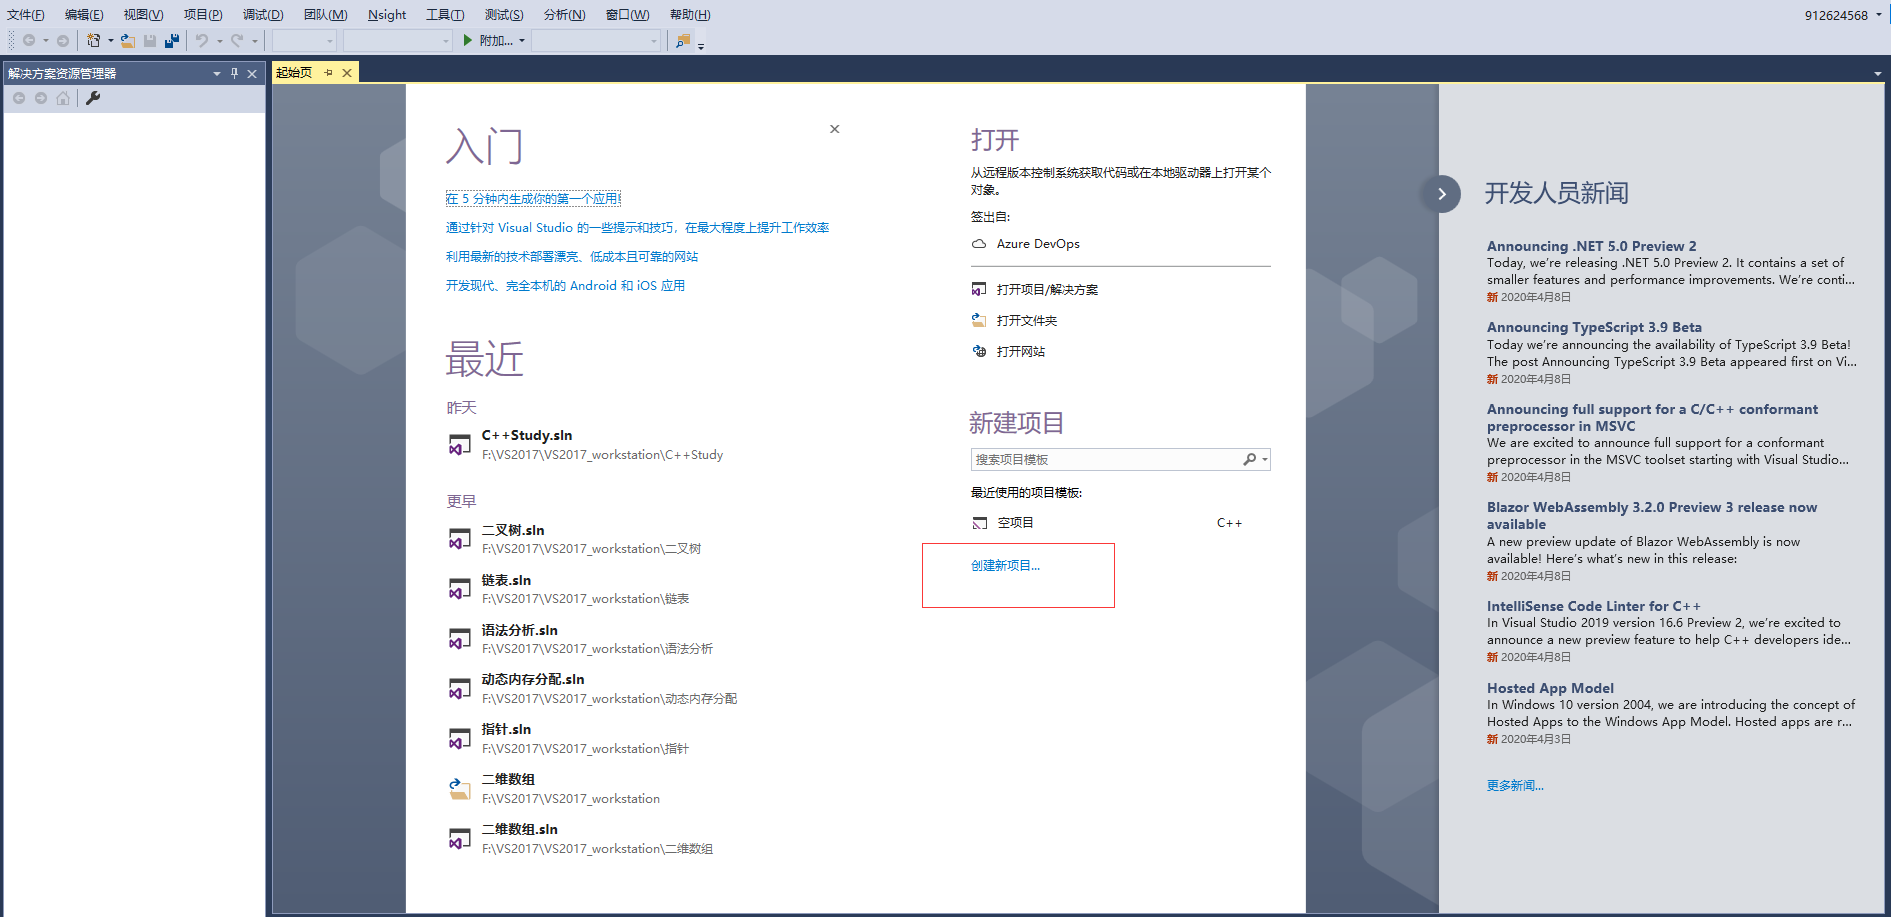 文件(F) 编辑(E) 视图(V) 项目(P) 调试(D) 团队(M) Nsight 工具(T) 测试(S) 分析(N) 窗口(W) 帮助(H) 912624568
附加...
解决方案资源管理器
起始页
入门
在 5 分钟内生成你的第一个应用!
通过针对 Visual Studio 的一些提示和技巧，在最大程度上提升工作效率
利用最新的技术部署漂亮、低成本且可靠的网站
开发现代、完全本机的 Android 和 iOS 应用
最近
昨天
C++Study.sln
F:\VS2017\VS2017_workstation\C++Study
更早
二叉树.sln
F:\VS2017\VS2017_workstation\二叉树
链表.sln
F:\VS2017\VS2017_workstation\链表
语法分析.sln
F:\VS2017\VS2017_workstation\语法分析
动态内存分配.sln
F:\VS2017\VS2017_workstation\动态内存分配
指针.sln
F:\VS2017\VS2017_workstation\指针
二维数组
F:\VS2017\VS2017_workstation
二维数组.sln
F:\VS2017\VS2017_workstation\二维数组
打开
从远程版本控制系统获取代码或在本地驱动器上打开某个
对象。
签出自:
Azure DevOps
打开项目/解决方案
打开文件夹
打开网站
新建项目
搜索项目模板
最近使用的项目模板:
空项目 C++
创建新项目...
开发人员新闻
Announcing .NET 5.0 Preview 2
Today, we're releasing .NET 5.0 Preview 2. It contains a set of
smaller features and performance improvements. We're conti...
新 2020年4月8日
Announcing TypeScript 3.9 Beta
Today we're announcing the availability of TypeScript 3.9 Beta!
The post Announcing TypeScript 3.9 Beta appeared first on Vi...
新 2020年4月8日
Announcing full support for a C/C++ conformant
preprocessor in MSVC
We are excited to announce full support for a conformant
preprocessor in the MSVC toolset starting with Visual Studio...
新 2020年4月8日
Blazor WebAssembly 3.2.0 Preview 3 release now
available
A new preview update of Blazor WebAssembly is now
available! Here's what's new in this release:
新 2020年4月8日
IntelliSense Code Linter for C++
In Visual Studio 2019 version 16.6 Preview 2, we're excited to
announce a new preview feature to help C++ developers ide...
新 2020年4月8日
Hosted App Model
In Windows 10 version 2004, we are introducing the concept of
Hosted Apps to the Windows App Model. Hosted apps are r...
新 2020年4月3日
更多新闻...